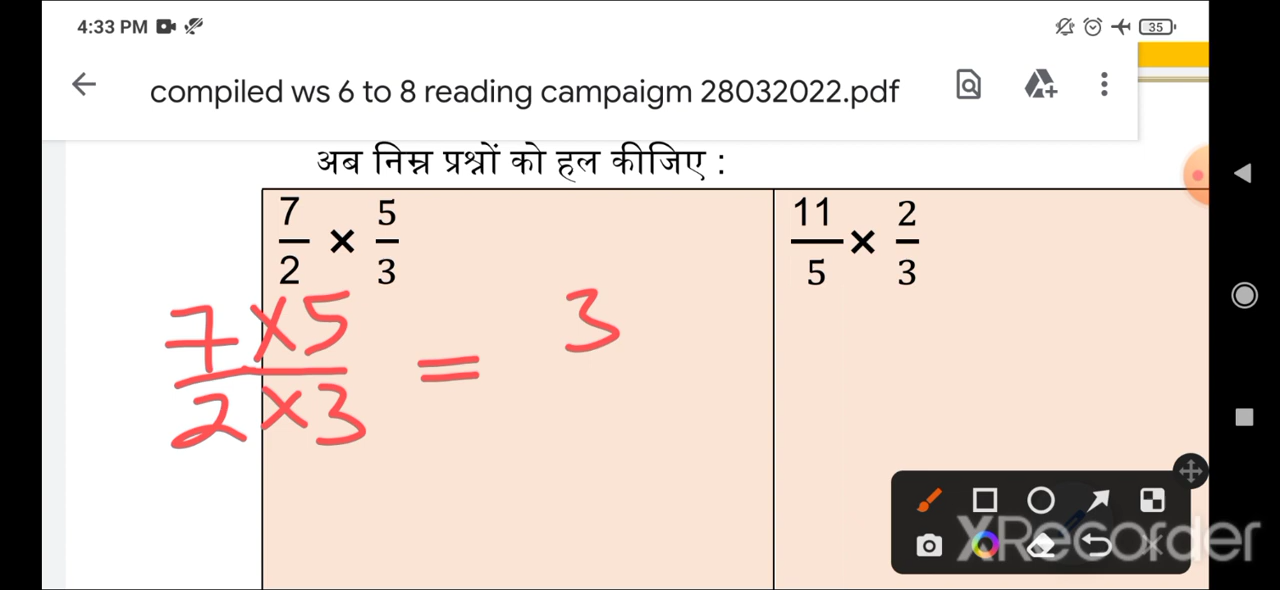 4:33 PM
35
compiled ws 6 to 8 reading campaigm 28032022.pdf
अब निम्न प्रश्नों को हल कीजिए :
7/2 × 5/3
11/5 × 2/3
7×5/2×3 = 3
XRecorder